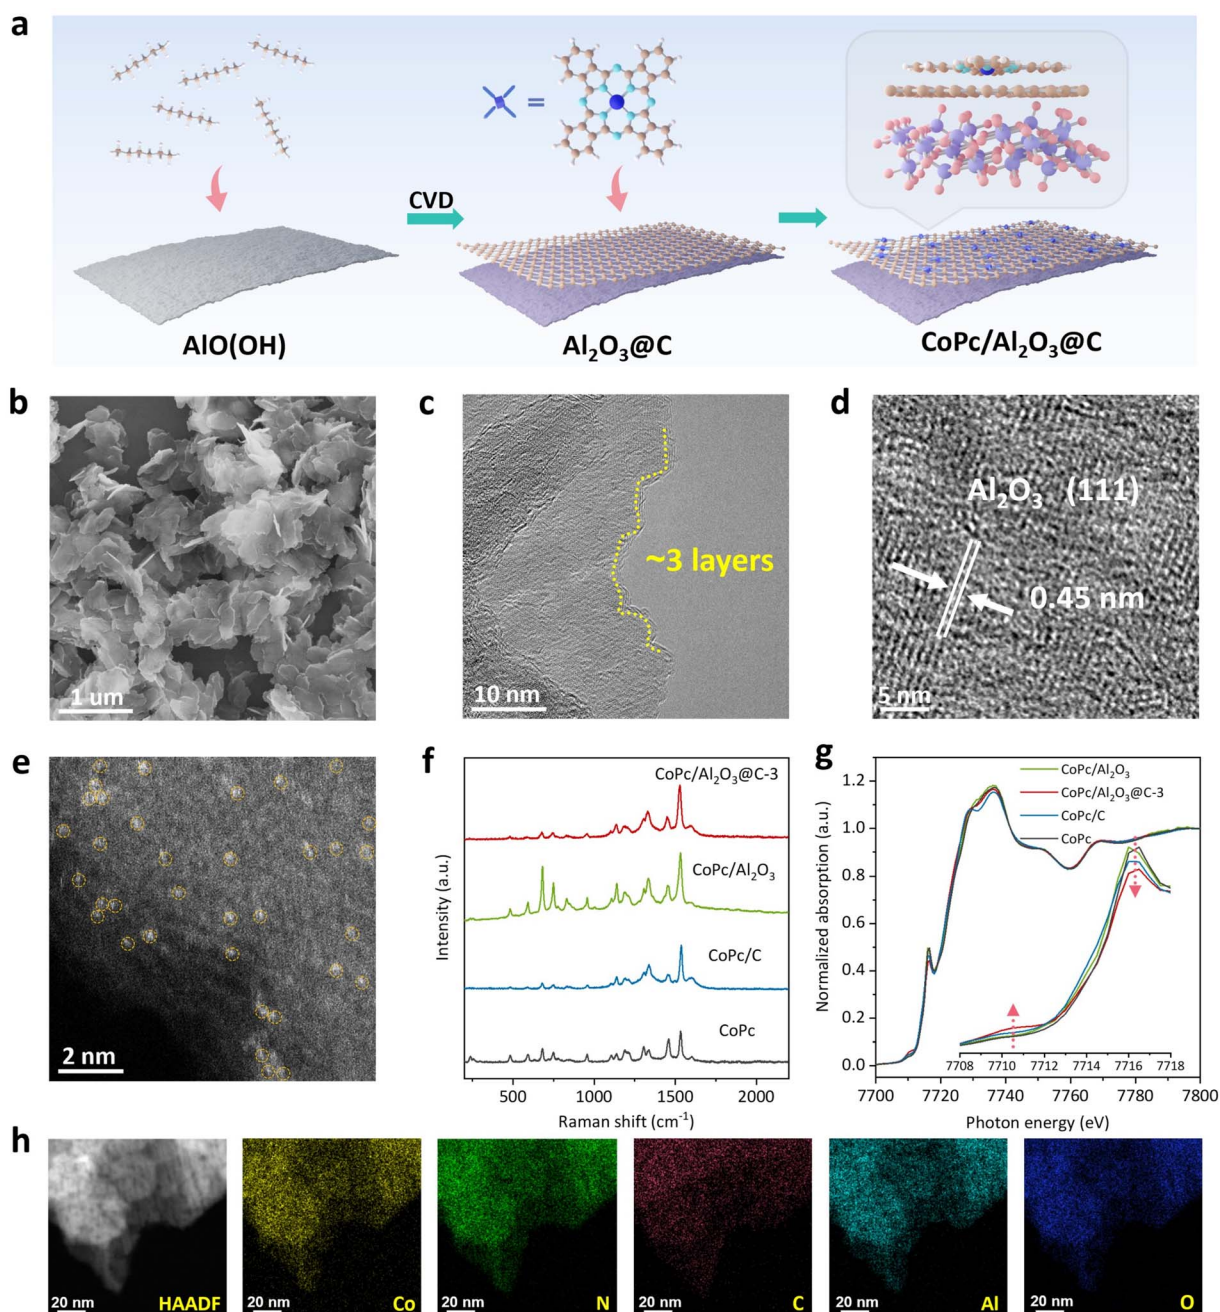 a
=
CVD
AlO(OH)
Al₂O₃@C
CoPc/Al₂O₃@C
b
1 um
c
~3 layers
10 nm
d
Al₂O₃ (111)
0.45 nm
5 nm
e
2 nm
f
CoPc/Al₂O₃@C-3
CoPc/Al₂O₃
CoPc/C
CoPc
Intensity (a.u.)
500 1000 1500 2000
Raman shift (cm⁻¹)
g
CoPc/Al₂O₃
CoPc/Al₂O₃@C-3
CoPc/C
CoPc
Normalized absorption (a.u.)
1.2
1.0
0.8
0.6
0.4
0.2
0.0
7708 7710 7712 7714 7716 7718
7700 7720 7740 7760 7780 7800
Photon energy (eV)
h
20 nm HAADF
20 nm Co
20 nm N
20 nm C
20 nm Al
20 nm O